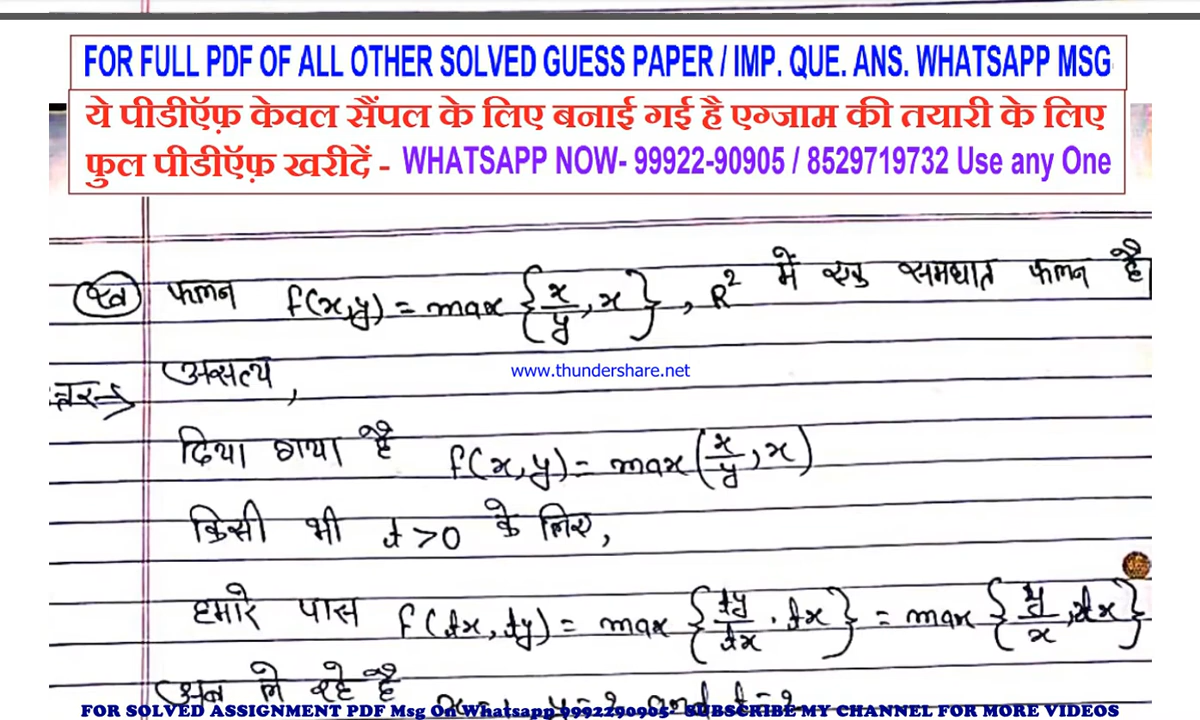 FOR FULL PDF OF ALL OTHER SOLVED GUESS PAPER / IMP. QUE. ANS. WHATSAPP MSG
ये पीडीऍफ़ केवल सैंपल के लिए बनाई गई है एग्जाम की तयारी के लिए
फुल पीडीऍफ़ खरीदें - WHATSAPP NOW- 99922-90905 / 8529719732 Use any One
(ख) फलन f(x,y) = max {x/y, x}, R² में एक समघात फलन है।
असत्य,
www.thundershare.net
दिया गया है f(x,y) = max(x/y, x)
किसी भी t>0 के लिए,
हमारे पास f(tx,ty) = max {ty/tx . tx} = max {y/x, tx}
अब ले रहे है
FOR SOLVED ASSIGNMENT PDF Msg On Whatsapp 9992290905- SUBSCRIBE MY CHANNEL FOR MORE VIDEOS